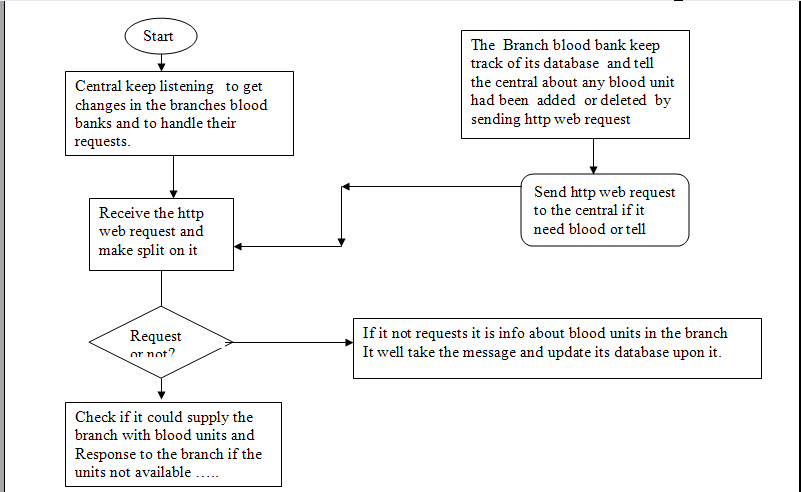 Start
Central keep listening to get
changes in the branches blood
banks and to handle their
requests.
The Branch blood bank keep
track of its database and tell
the central about any blood unit
had been added or deleted by
sending http web request
Send http web request
to the central if it
need blood or tell
Receive the http
web request and
make split on it
Request
or not?
If it not requests it is info about blood units in the branch
It well take the message and update its database upon it.
Check if it could supply the
branch with blood units and
Response to the branch if the
units not available …..